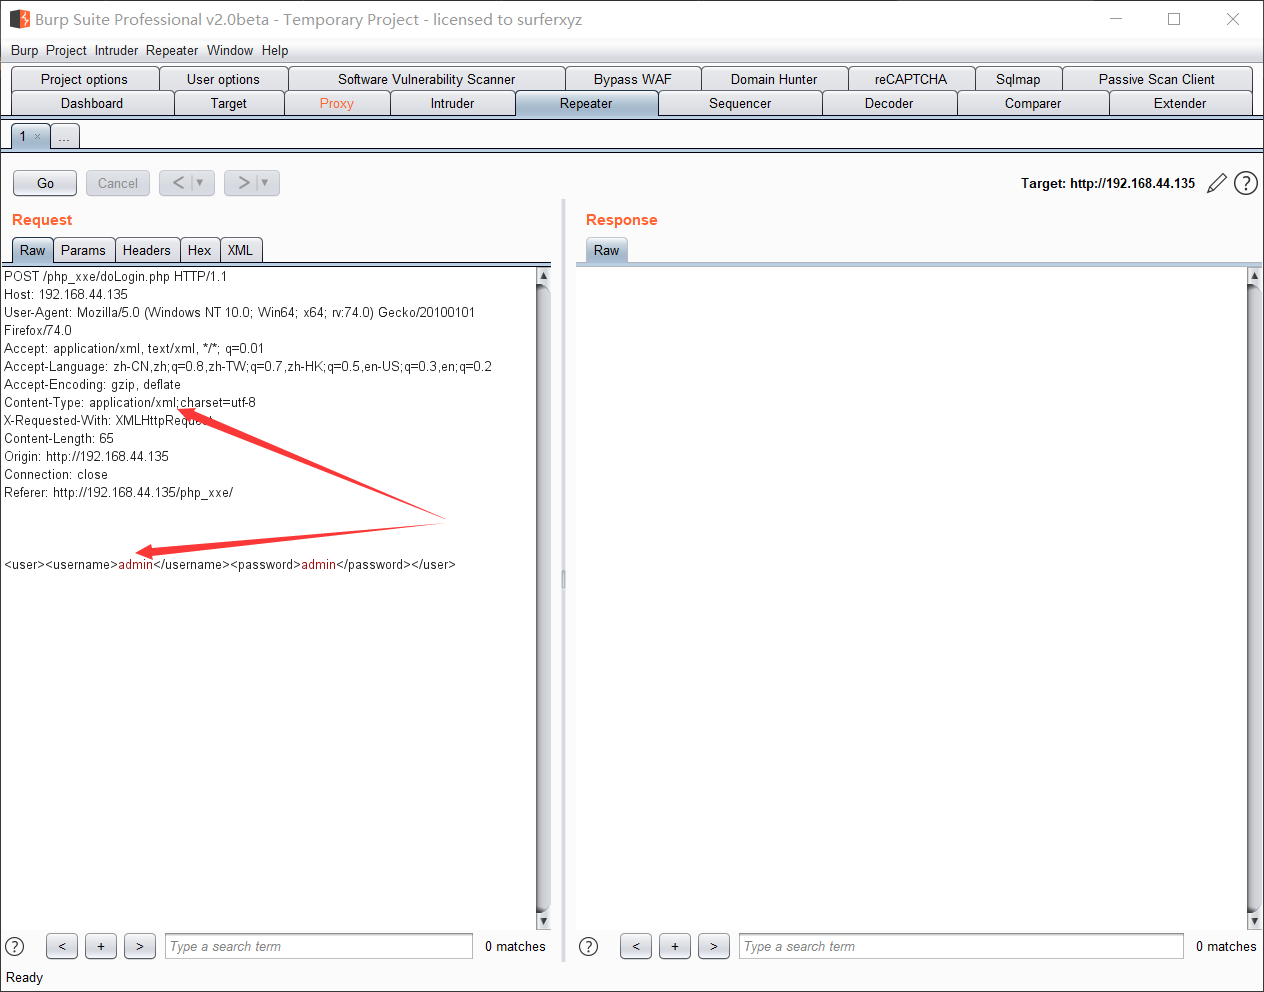 Burp Suite Professional v2.0beta - Temporary Project - licensed to surferxyz
Burp Project Intruder Repeater Window Help
Project options User options Software Vulnerability Scanner Bypass WAF Domain Hunter reCAPTCHA Sqlmap Passive Scan Client
Dashboard Target Proxy Intruder Repeater Sequencer Decoder Comparer Extender
1 × ...
Go Cancel < ▼ > ▼ Target: http://192.168.44.135 ?
Request
Raw Params Headers Hex XML
POST /php_xxe/doLogin.php HTTP/1.1
Host: 192.168.44.135
User-Agent: Mozilla/5.0 (Windows NT 10.0; Win64; x64; rv:74.0) Gecko/20100101
Firefox/74.0
Accept: application/xml, text/xml, */*; q=0.01
Accept-Language: zh-CN,zh;q=0.8,zh-TW;q=0.7,zh-HK;q=0.5,en-US;q=0.3,en;q=0.2
Accept-Encoding: gzip, deflate
Content-Type: application/xml;charset=utf-8
X-Requested-With: XMLHttpRequest
Content-Length: 65
Origin: http://192.168.44.135
Connection: close
Referer: http://192.168.44.135/php_xxe/
<user><username>admin</username><password>admin</password></user>
? < + > Type a search term 0 matches
Response
Raw
? < + > Type a search term 0 matches
Ready